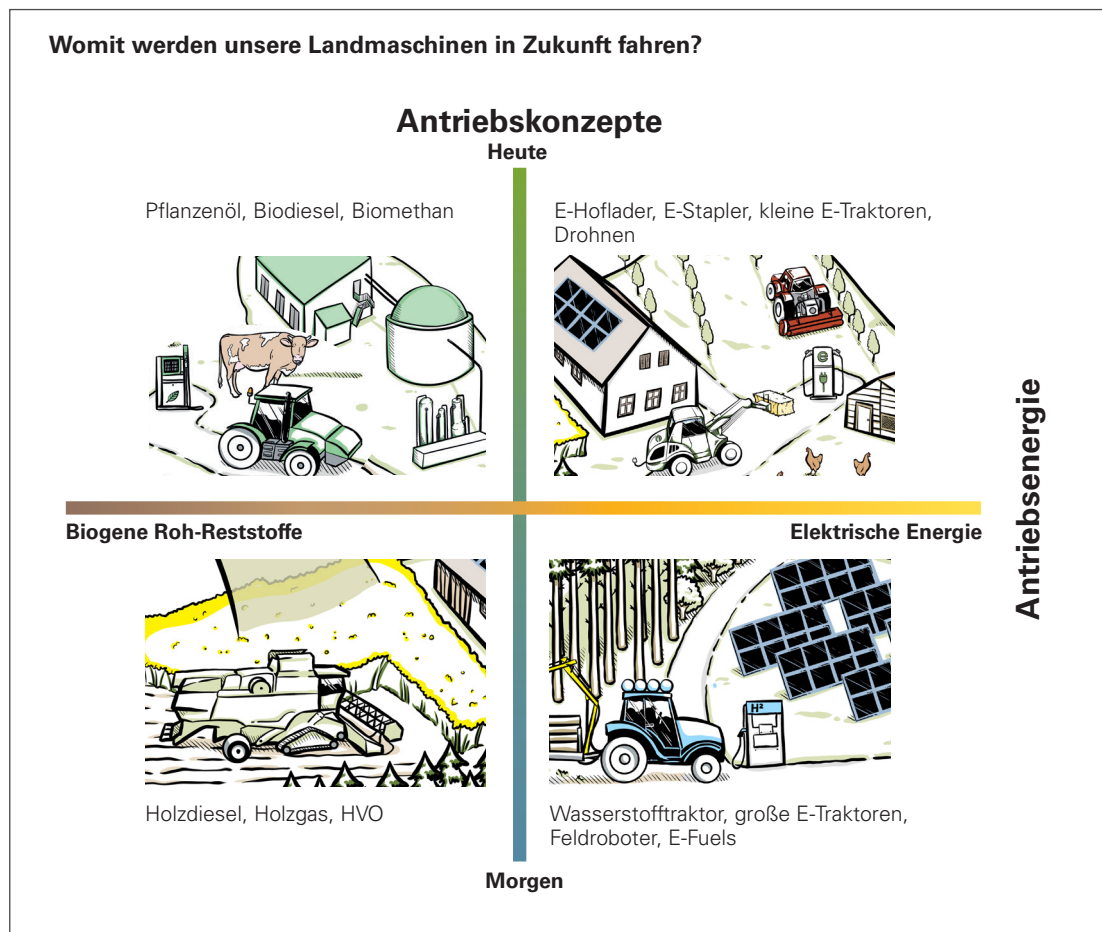 Womit werden unsere Landmaschinen in Zukunft fahren?
Antriebskonzepte
Heute
Pflanzenöl, Biodiesel, Biomethan
E-Hoflader, E-Stapler, kleine E-Traktoren,
Drohnen
e
Antriebsenergie
Biogene Roh-Reststoffe
Elektrische Energie
H²
Holzdiesel, Holzgas, HVO
Wasserstofftraktor, große E-Traktoren,
Feldroboter, E-Fuels
Morgen